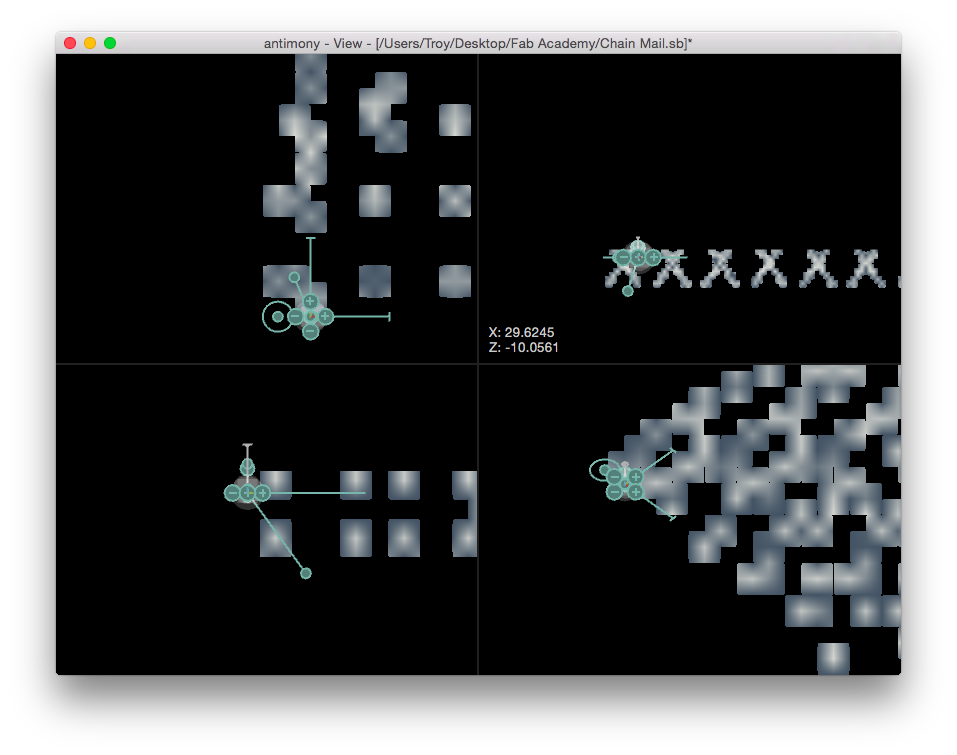 antimony - View - [/Users/Troy/Desktop/Fab Academy/Chain Mail.sb]*
X: 29.6245
Z: -10.0561